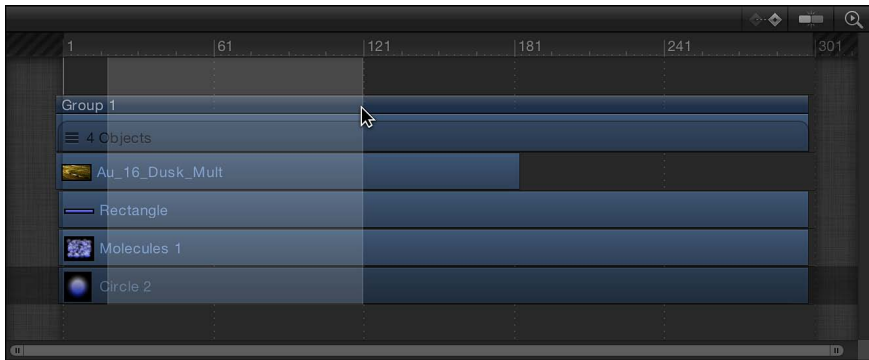 1 61 121 181 241 301
Group 1
4 Objects
Au_16_Dusk_Mult
Rectangle
Molecules 1
Circle 2